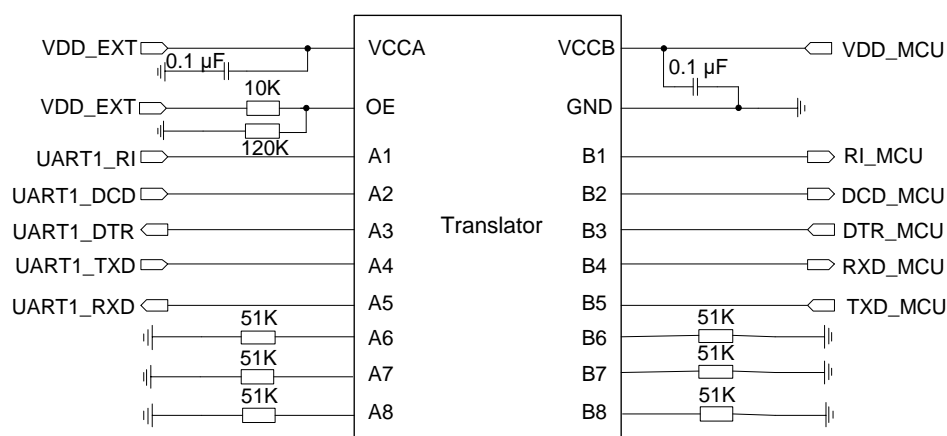 VDD_EXT VCCA VCCB VDD_MCU
0.1 µF 0.1 µF
10K
VDD_EXT OE GND
120K
UART1_RI A1 B1 RI_MCU
UART1_DCD A2 B2 DCD_MCU
UART1_DTR A3 Translator B3 DTR_MCU
UART1_TXD A4 B4 RXD_MCU
UART1_RXD A5 B5 TXD_MCU
51K 51K
A6 B6
51K 51K
A7 B7
51K 51K
A8 B8